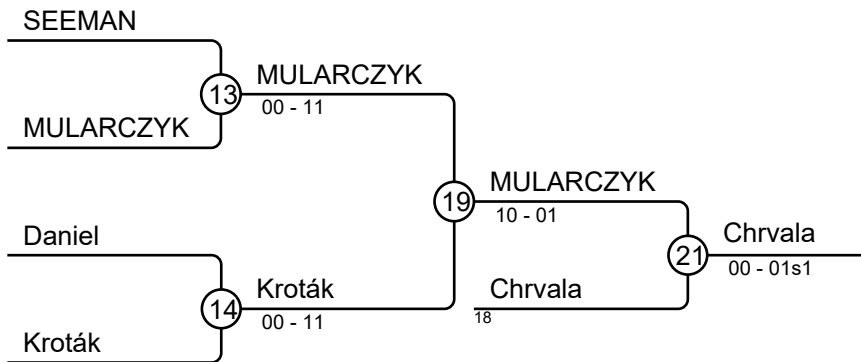 SEEMAN
13
MULARCZYK
00 - 11
MULARCZYK
19
MULARCZYK
10 - 01
Daniel
21
Chrvala
00 - 01s1
14
Kroták
00 - 11
Chrvala
18
Kroták